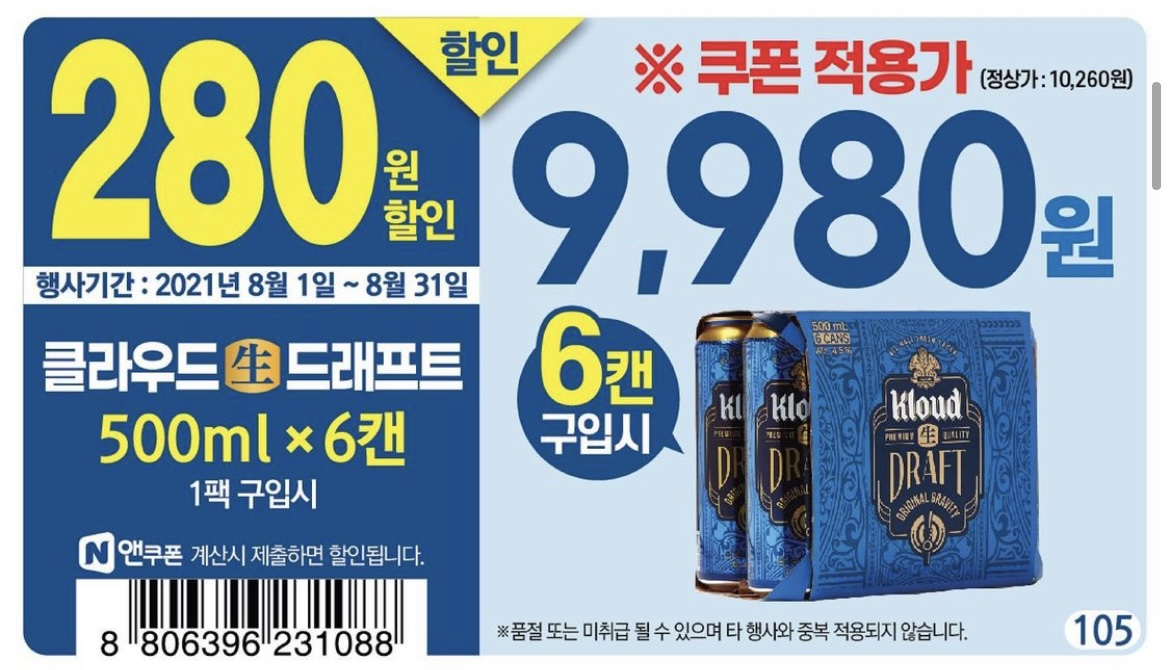 280원 할인
할인
행사기간 : 2021년 8월 1일 ~ 8월 31일
클라우드 生 드래프트
500ml × 6캔
1팩 구입시
N 앤쿠폰 계산시 제출하면 할인됩니다.
8 806396 231088
※ 쿠폰 적용가 (정상가 : 10,260원)
9,980원
6캔
구입시
500 mL
6 CANS
Kloud
PREMIUM 生 QUALITY
DRAFT
ORIGINAL GRAVITY
※품절 또는 미취급 될 수 있으며 타 행사와 중복 적용되지 않습니다.
105